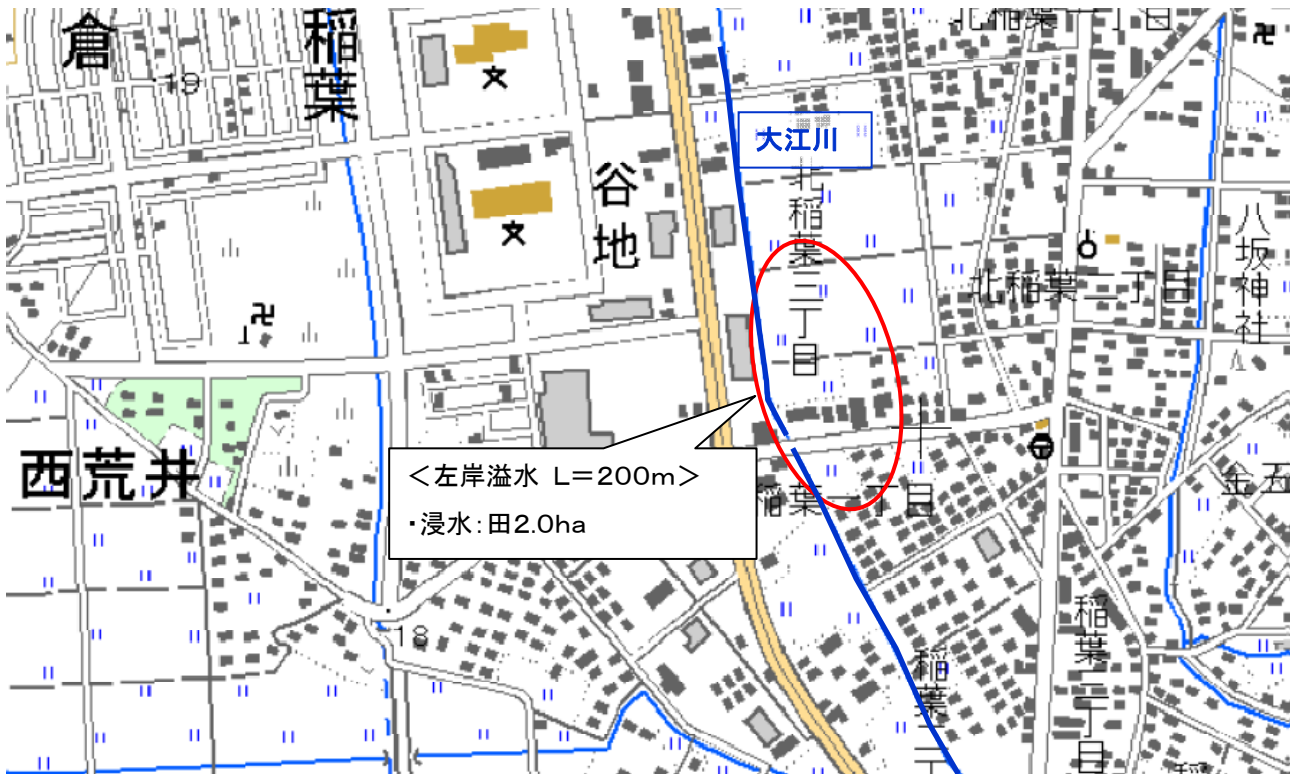 倉
稲葉
19
谷地
大江川
北稲葉三丁目
北稲葉二丁目
八坂神社
西荒井
<左岸溢水 L=200m>
・浸水:田2.0ha
稲葉一丁目
18
稲葉二丁目